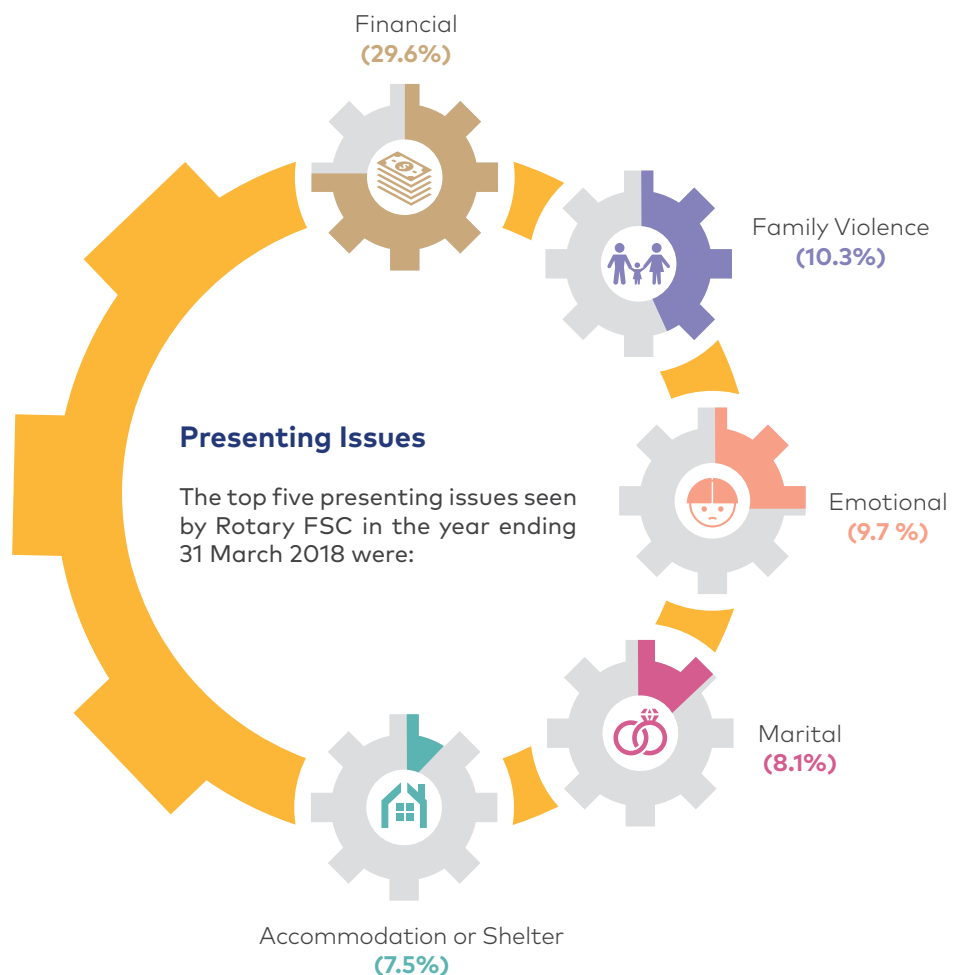 Financial
(29.6%)
Family Violence
(10.3%)
Presenting Issues
The top five presenting issues seen
by Rotary FSC in the year ending
31 March 2018 were:
Emotional
(9.7 %)
Marital
(8.1%)
Accommodation or Shelter
(7.5%)